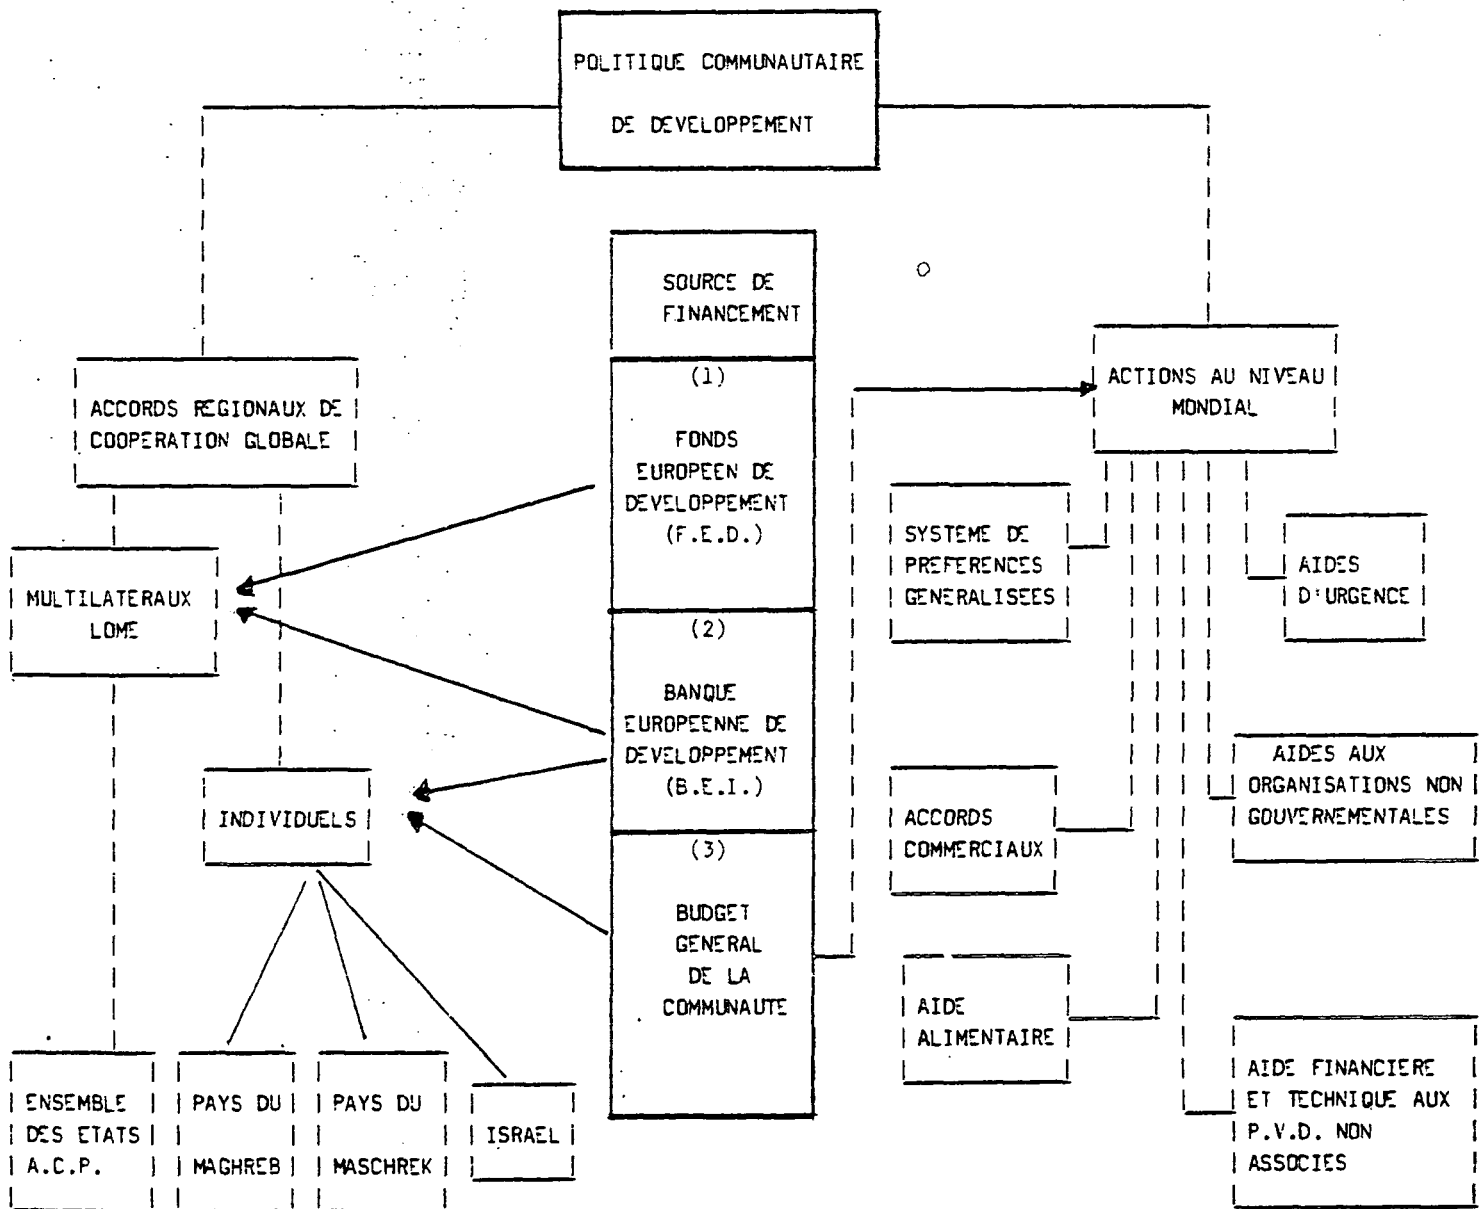 POLITIQUE COMMUNAUTAIRE
DE DEVELOPPEMENT
SOURCE DE
FINANCEMENT
(1)
FONDS
EUROPEEN DE
DEVELOPPEMENT
(F.E.D.)
(2)
BANQUE
EUROPEENNE DE
DEVELOPPEMENT
(B.E.I.)
(3)
BUDGET
GENERAL
DE LA
COMMUNAUTE
ACCORDS REGIONAUX DE
COOPERATION GLOBALE
MULTILATERAUX
LOME
INDIVIDUELS
ENSEMBLE
DES ETATS
A.C.P.
PAYS DU
MAGHREB
PAYS DU
MASCHREK
ISRAEL
ACTIONS AU NIVEAU
MONDIAL
SYSTEME DE
PREFERENCES
GENERALISEES
AIDES
D'URGENCE
ACCORDS
COMMERCIAUX
AIDES AUX
ORGANISATIONS NON
GOUVERNEMENTALES
AIDE
ALIMENTAIRE
AIDE FINANCIERE
ET TECHNIQUE AUX
P.V.D. NON
ASSOCIES